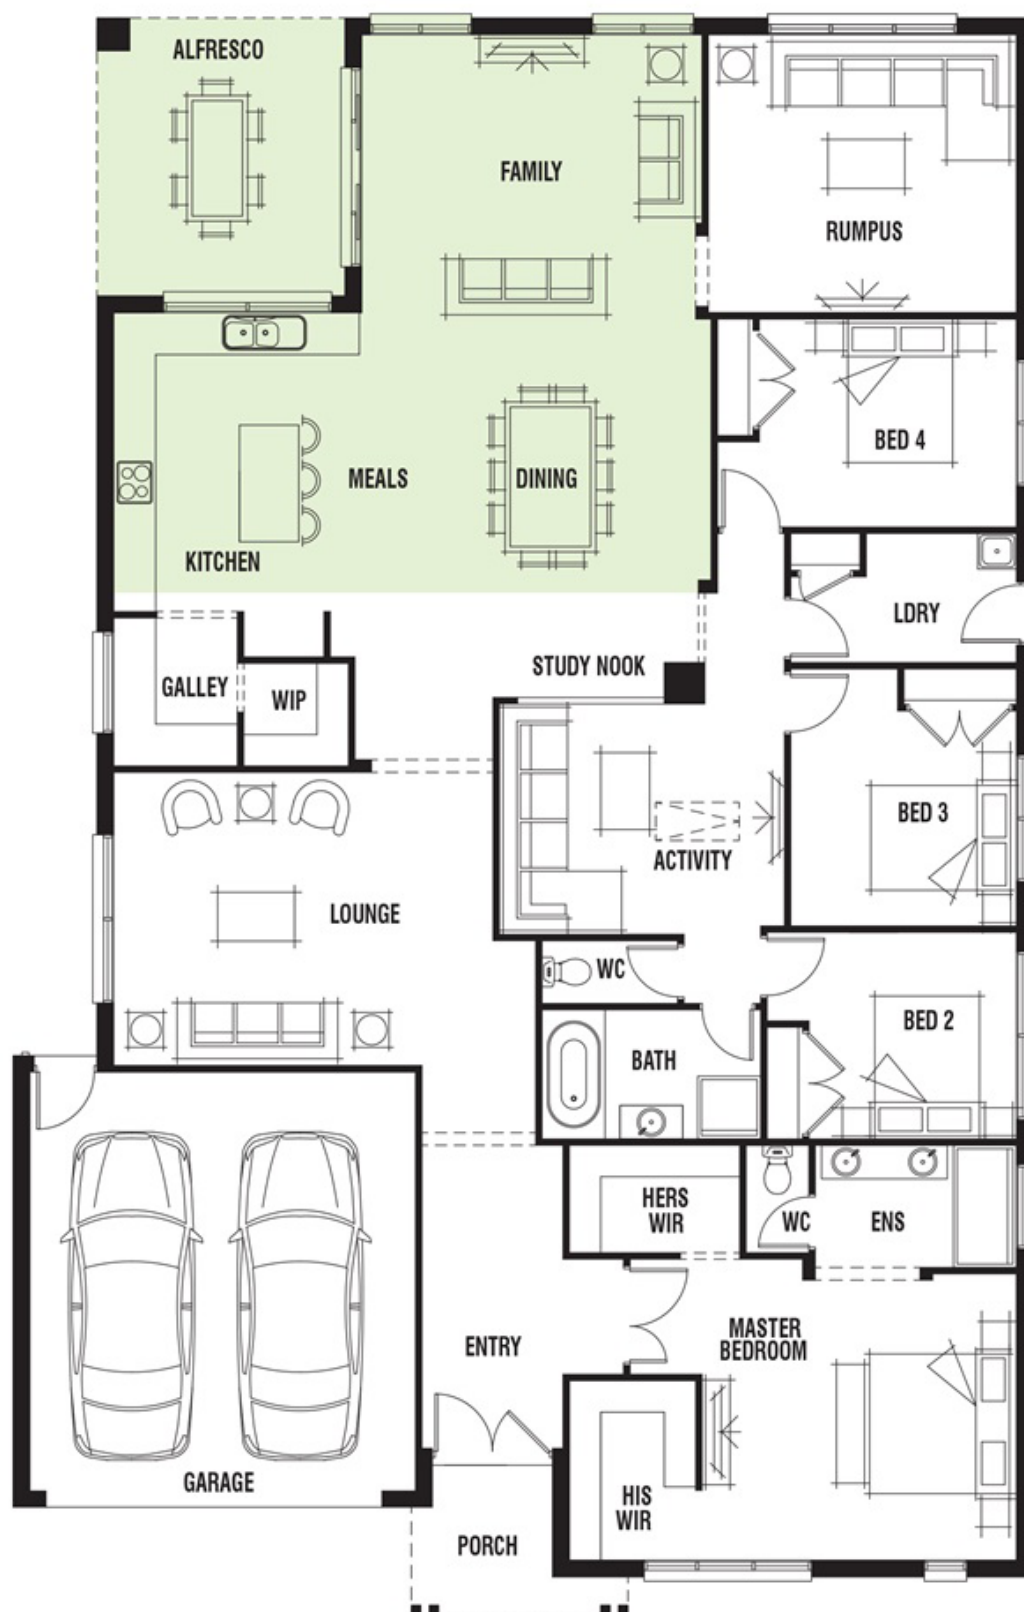 ALFRESCO
FAMILY
RUMPUS
BED 4
MEALS
DINING
KITCHEN
LDRY
STUDY NOOK
GALLEY
WIP
BED 3
ACTIVITY
LOUNGE
WC
BED 2
BATH
HERS
WIR
WC
ENS
MASTER
BEDROOM
ENTRY
GARAGE
HIS
WIR
PORCH